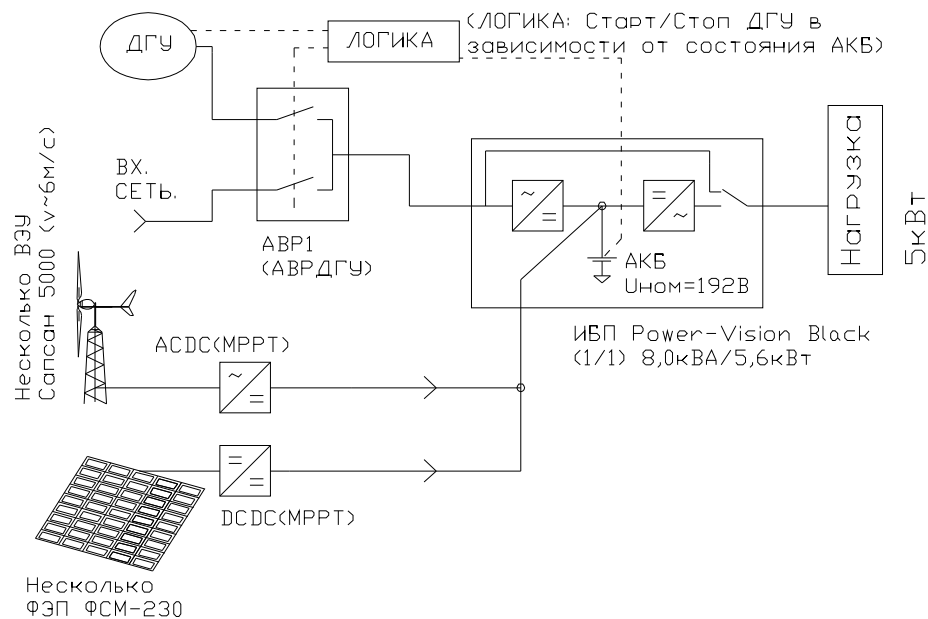 ДГУ
ЛОГИКА
(ЛОГИКА: Старт/Стоп ДГУ в
зависимости от состояния АКБ)
ВХ.
СЕТЬ.
АВР1
(АВРДГУ)
Несколько ВЭУ
Сапсан 5000 (v~6м/с)
~
=
=
~
АКБ
Uном=192В
Нагрузка
5кВт
ИБП Power-Vision Black
(1/1) 8,0кВА/5,6кВт
ACDC(MPPT)
~
=
=
=
DCDC(MPPT)
Несколько
ФЭП ФСМ-230